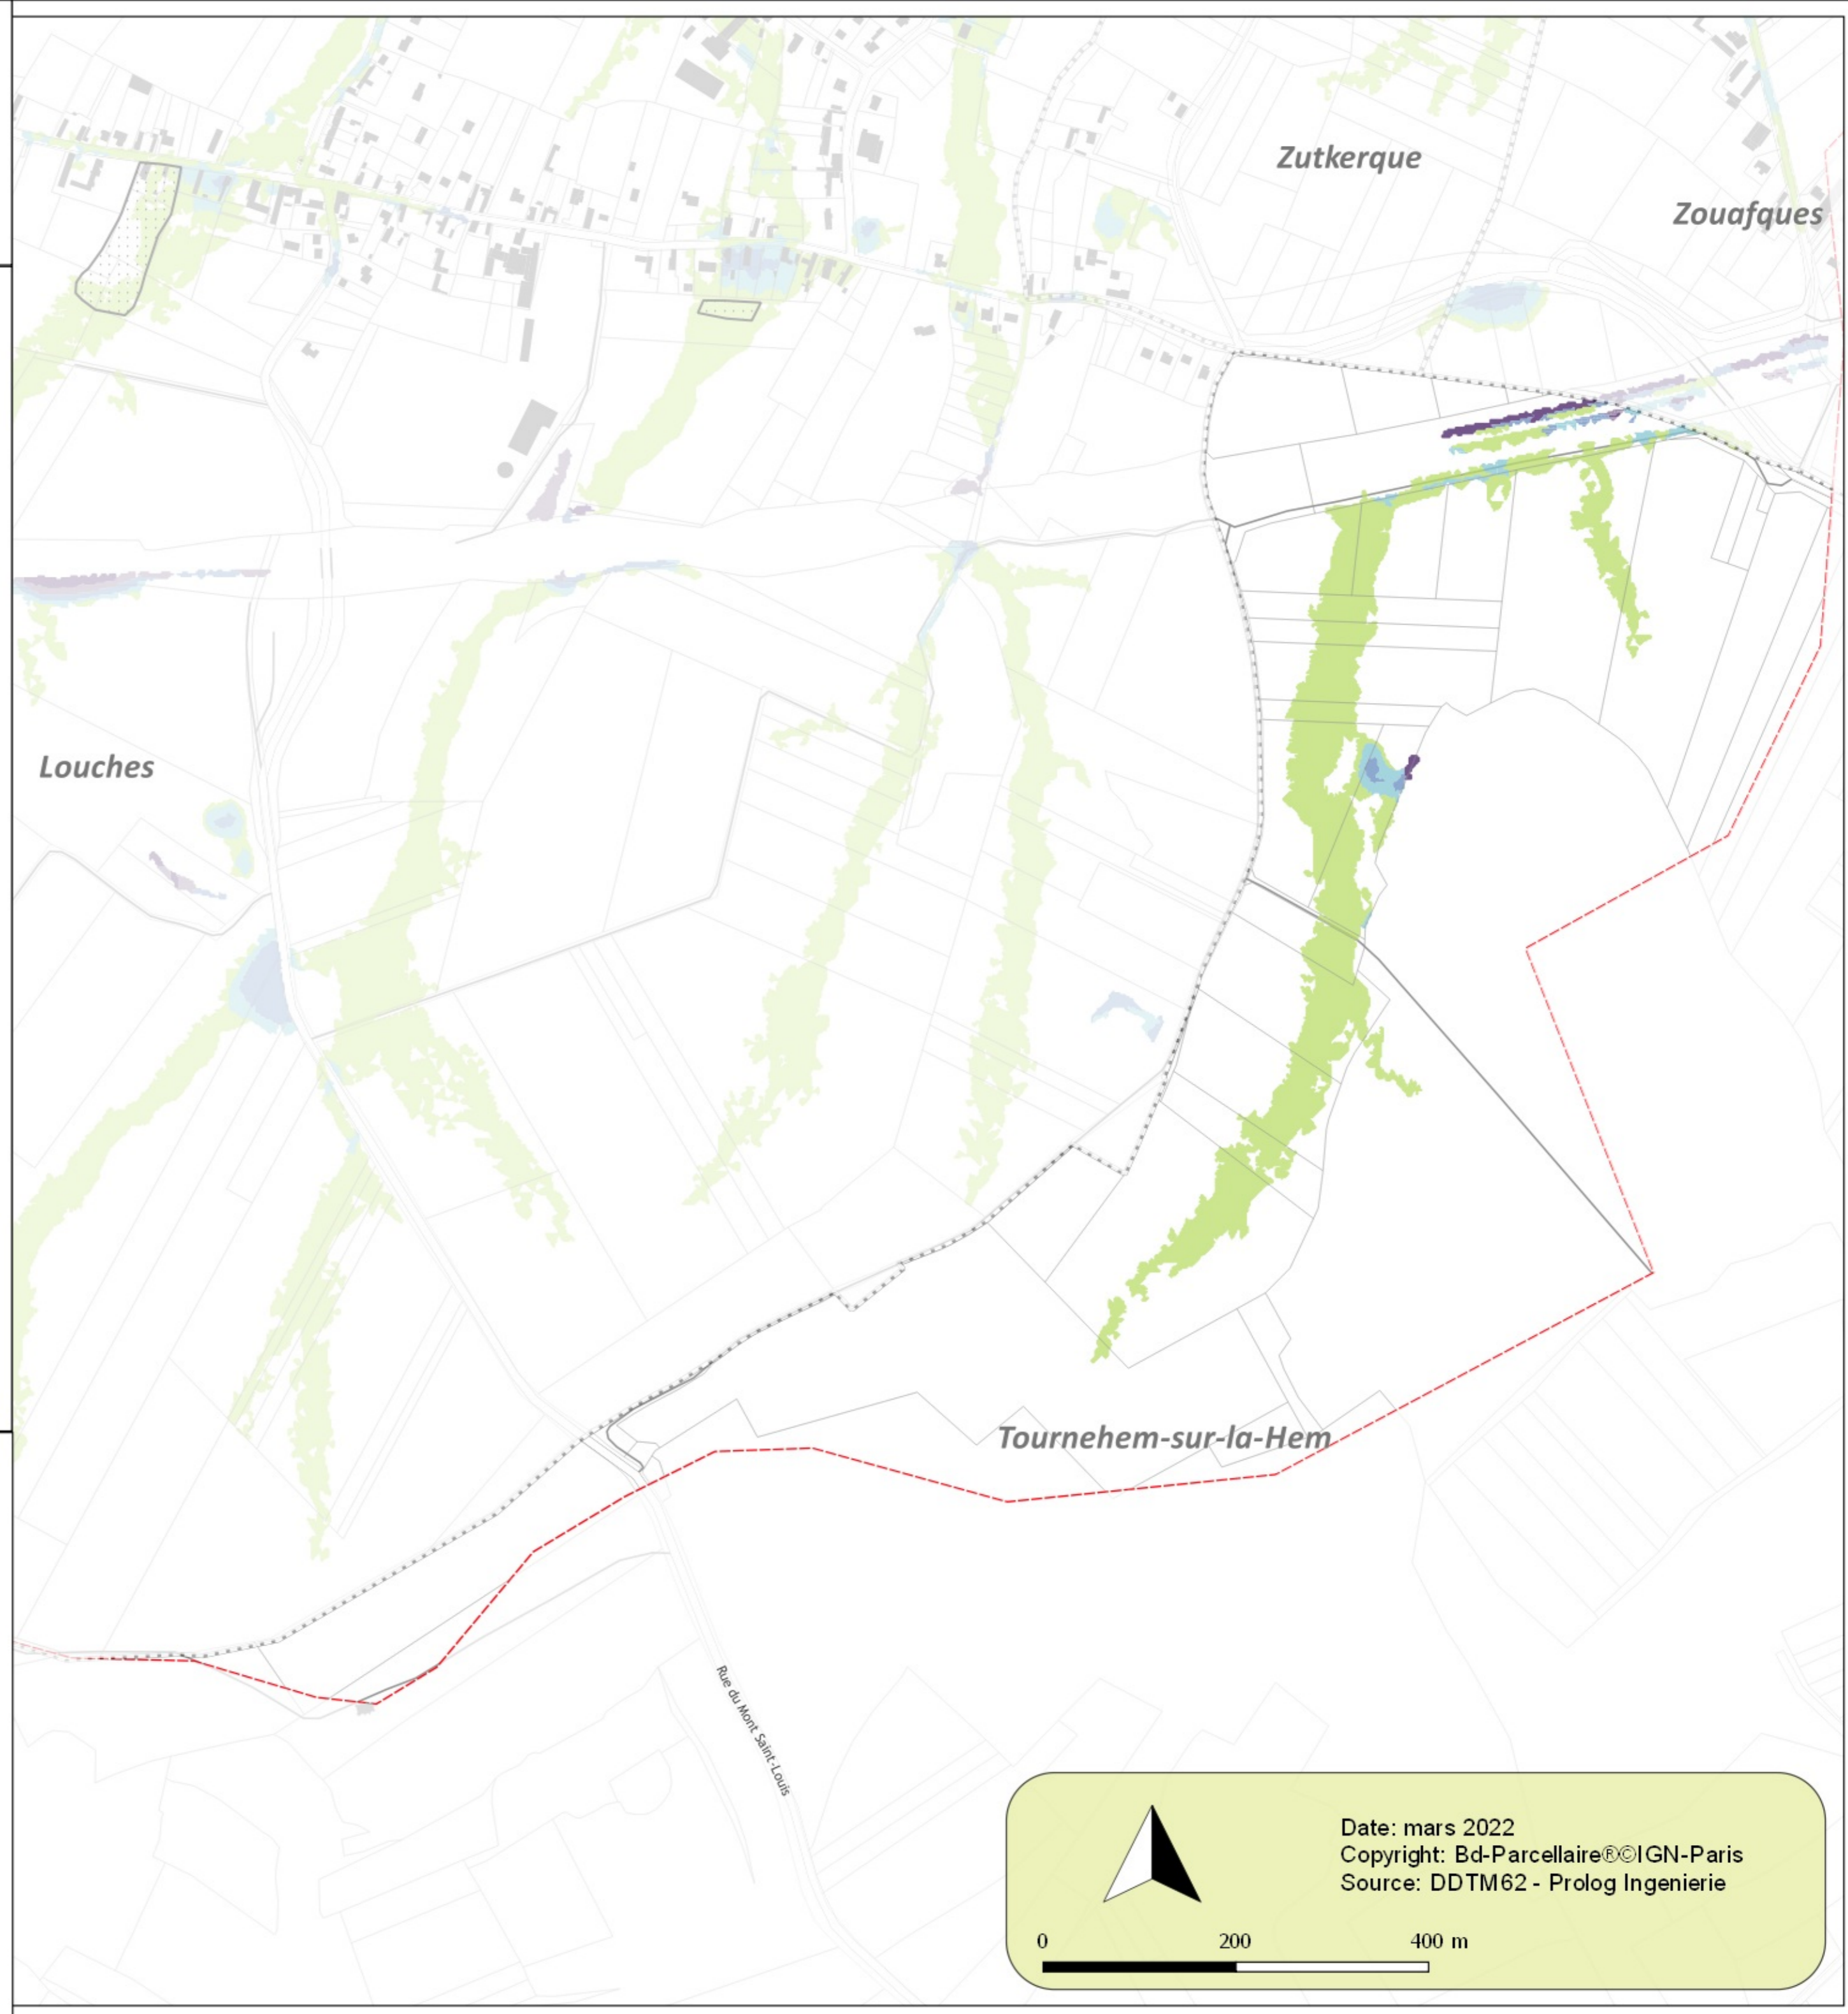 Zutkerque
Zouafques
Louches
Tournehem-sur-la-Hem
Rue du Mont Saint-Louis
Date: mars 2022
Copyright: Bd-Parcellaire®©IGN-Paris
Source: DDTM62 - Prolog Ingenierie
0 200 400 m